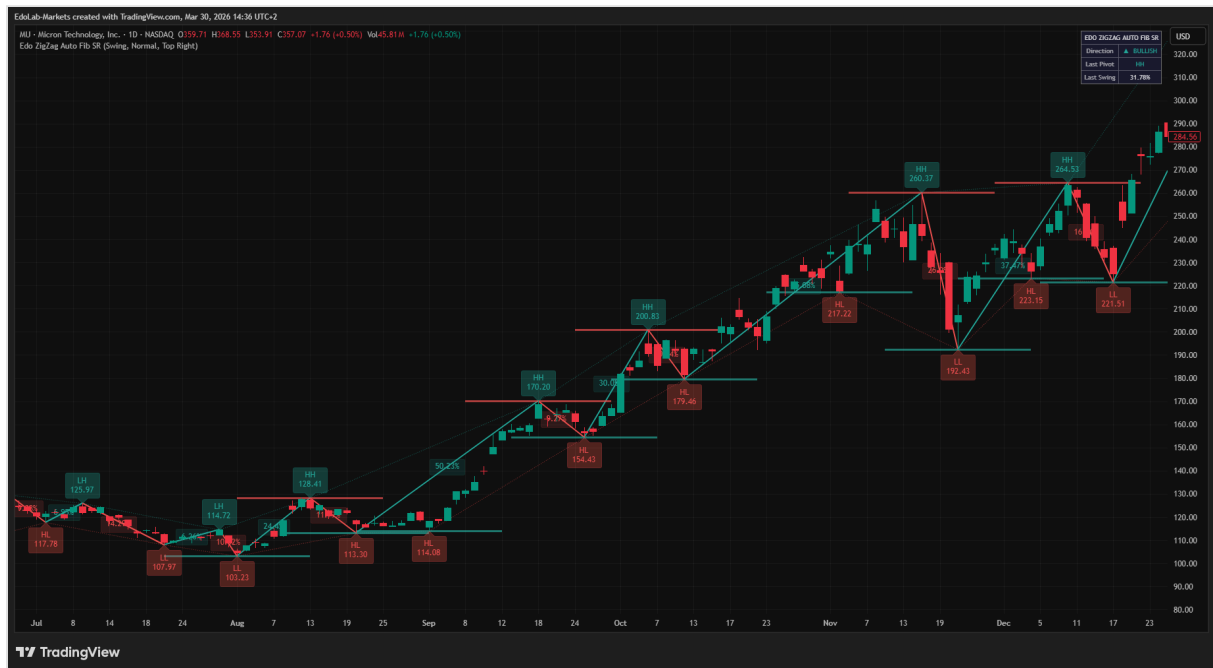 EdoLab-Markets created with TradingView.com, Mar 30, 2026 14:36 UTC+2
MU · Micron Technology, Inc. · 1D · NASDAQ O359.71 H368.55 L353.91 C357.07 +1.76 (+0.50%) Vol45.81M +1.76 (+0.50%)
Edo ZigZag Auto Fib SR (Swing, Normal, Top Right)
EDO ZIGZAG AUTO FIB SR
Direction ▲ BULLISH
Last Pivot HH
Last Swing 31.78%
USD
320.00
310.00
300.00
290.00
284.56
280.00
270.00
260.00
250.00
240.00
230.00
220.00
210.00
200.00
190.00
180.00
170.00
160.00
150.00
140.00
130.00
120.00
110.00
100.00
90.00
80.00
HL
117.78
LH
125.97
14.29%
LL
107.97
6.26%
LH
114.72
LL
103.23
HH
128.41
HL
113.30
HL
114.08
50.23%
HH
170.20
9.27%
HL
154.43
HH
200.83
HL
179.46
HL
217.22
HH
260.37
LL
192.43
37.47%
HL
223.15
HH
264.53
LL
221.51
Jul 8 14 18 24 Aug 7 13 19 25 Sep 8 12 18 24 Oct 7 13 17 23 Nov 7 13 19 Dec 5 11 17 23
TradingView